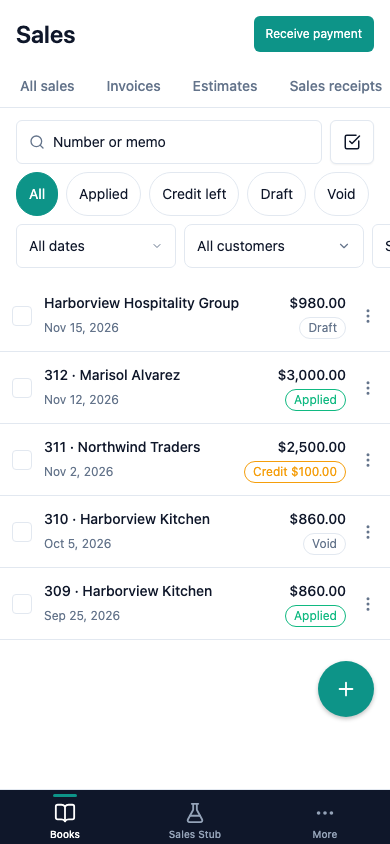 Sales
Receive payment
All sales
Invoices
Estimates
Sales receipts
Number or memo
All
Applied
Credit left
Draft
Void
All dates
All customers
S
Harborview Hospitality Group
$980.00
Nov 15, 2026
Draft
312 · Marisol Alvarez
$3,000.00
Nov 12, 2026
Applied
311 · Northwind Traders
$2,500.00
Nov 2, 2026
Credit $100.00
310 · Harborview Kitchen
$860.00
Oct 5, 2026
Void
309 · Harborview Kitchen
$860.00
Sep 25, 2026
Applied
Books
Sales Stub
More